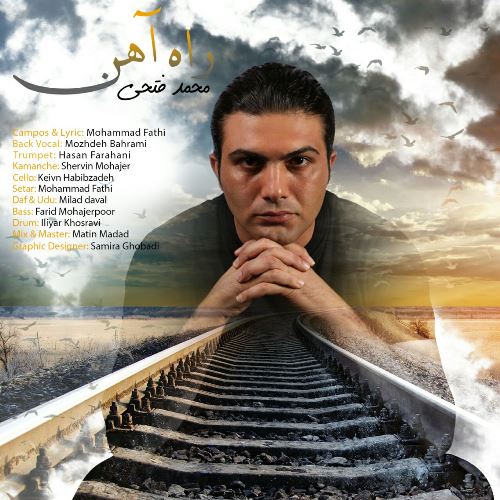 راه آهن
محمد فتحی
Campos & Lyric: Mohammad Fathi
Back Vocal: Mozhdeh Bahrami
Trumpet: Hasan Farahani
Kamanche: Shervin Mohajer
Cello: Keivn Habibzadeh
Setar: Mohammad Fathi
Daf & Udu: Milad daval
Bass: Farid Mohajerpoor
Drum: Iliyar Khosravi
Mix & Master: Matin Madad
Graphic Designer: Samira Ghobadi